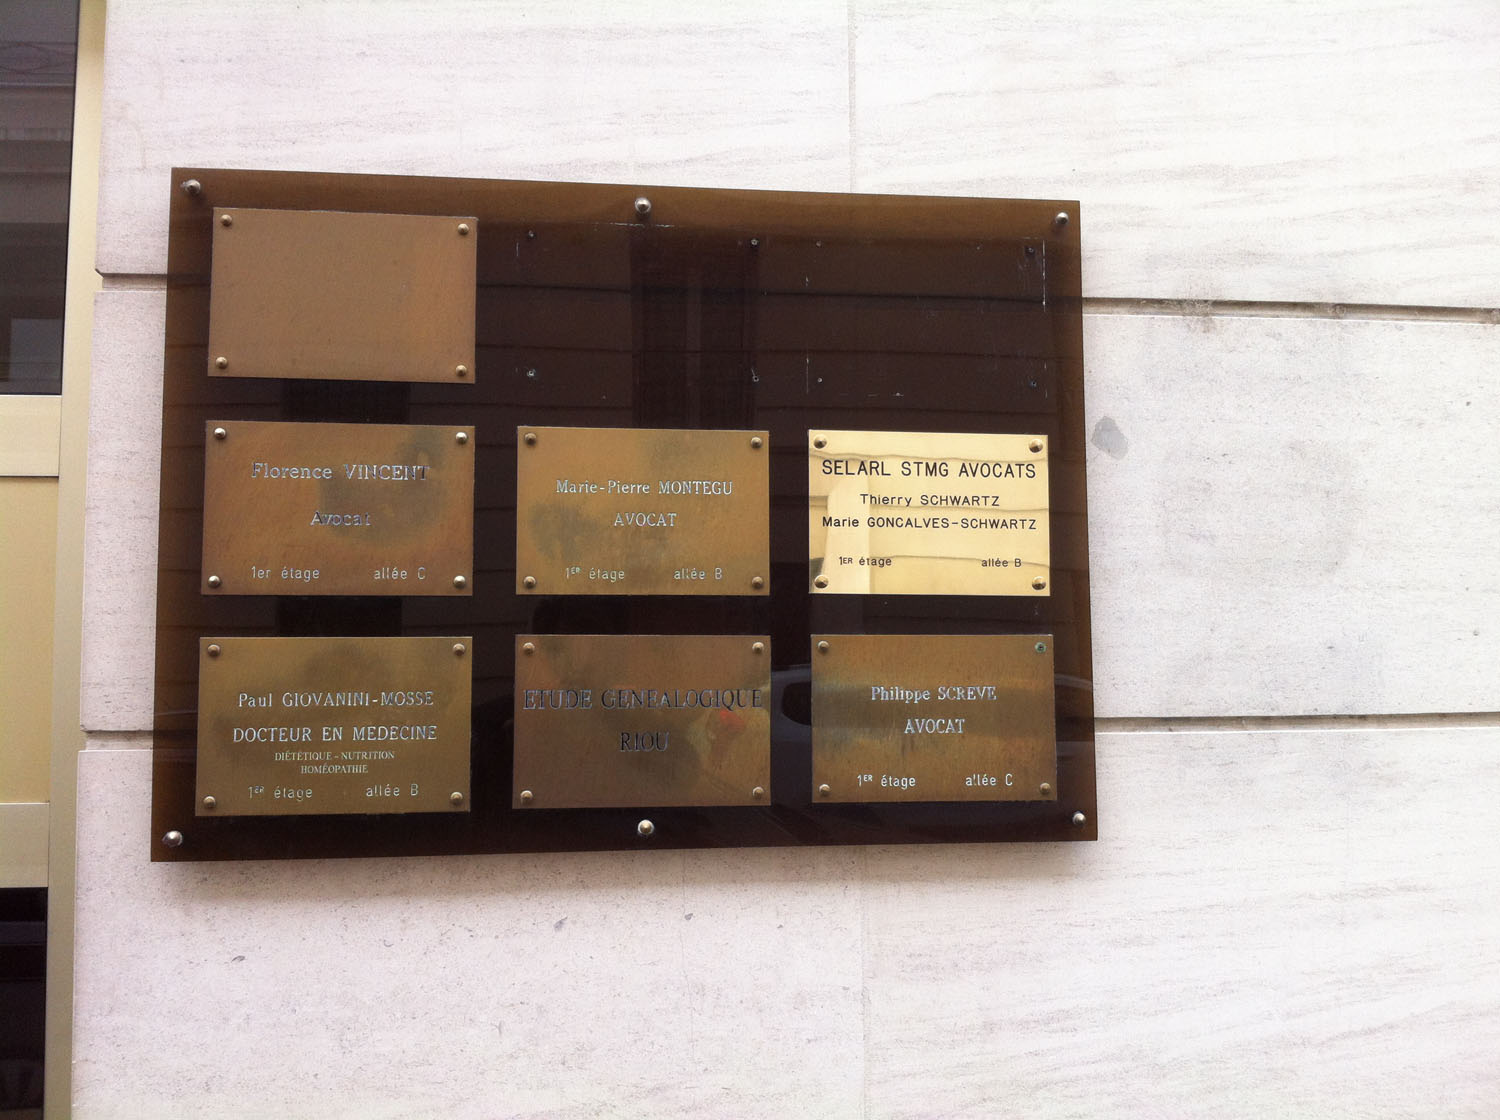 Florence VINCENT
Avocat
1er étage allée C
Marie-Pierre MONTEGU
AVOCAT
1ER étage allée B
SELARL STMG AVOCATS
Thierry SCHWARTZ
Marie GONCALVES-SCHWARTZ
1ER étage allée B
Paul GIOVANINI-MOSSE
DOCTEUR EN MEDECINE
DIÉTÉTIQUE - NUTRITION
HOMÉOPATHIE
1ER étage allée B
ETUDE GENEALOGIQUE
RIOU
Philippe SCREVE
AVOCAT
1ER étage allée C